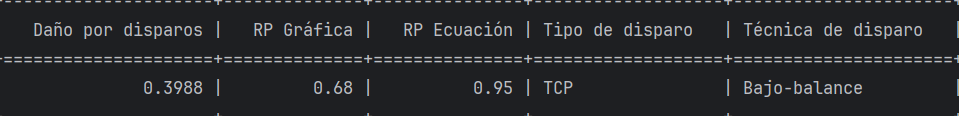 Daño por disparos | RP Gráfica | RP Ecuación | Tipo de disparo | Técnica de disparo |
0.3988 | 0.68 | 0.95 | TCP | Bajo-balance |